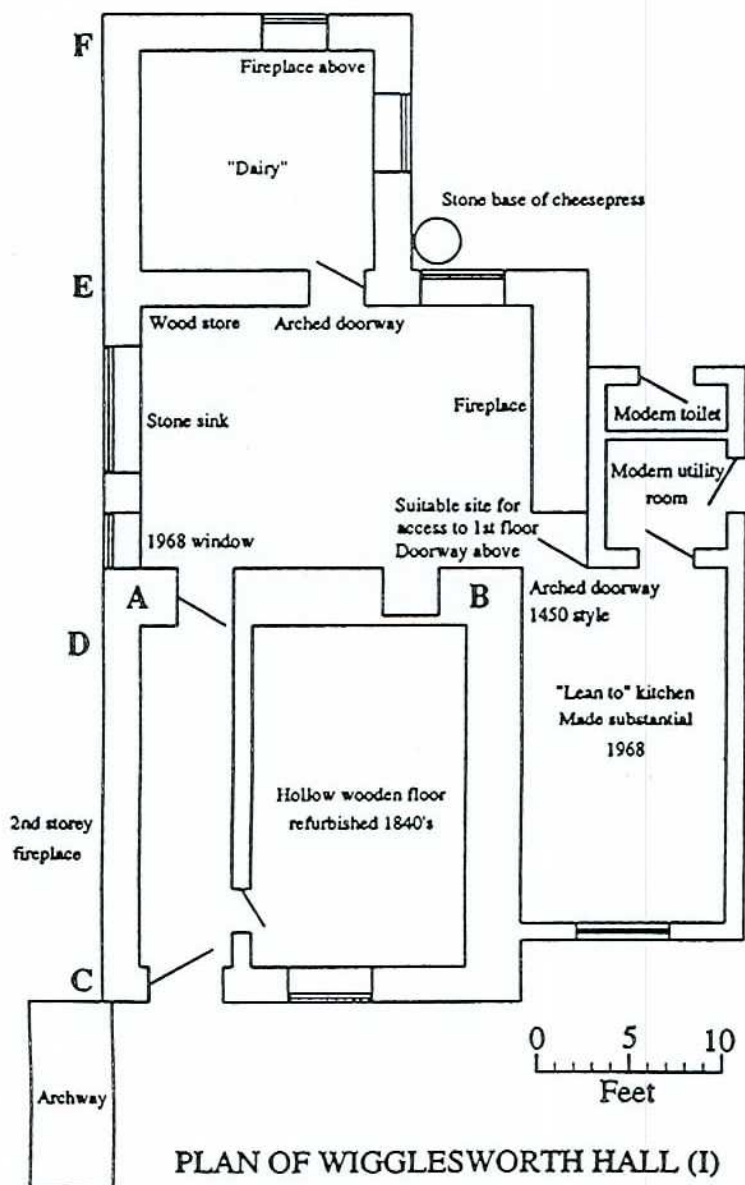 F
Fireplace above
"Dairy"
Stone base of cheesepress
E
Wood store
Arched doorway
Stone sink
Fireplace
Modern toilet
Modern utility
room
Suitable site for
access to 1st floor
Doorway above
1968 window
A
B
Arched doorway
1450 style
D
"Lean to" kitchen
Made substantial
1968
Hollow wooden floor
refurbished 1840's
2nd storey
fireplace
C
0 5 10
Feet
Archway
PLAN OF WIGGLESWORTH HALL (I)